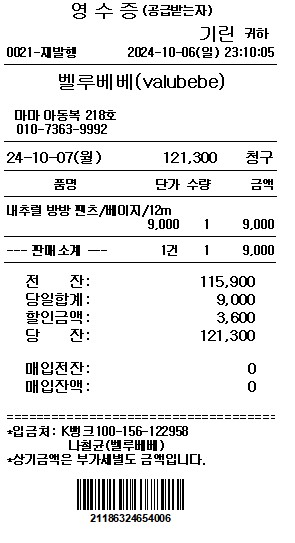 영 수 증 (공급받는자)
기린 귀하
0021-재발행 2024-10-06(일) 23:10:05
벨루베베(valubebe)
마마 아동복 218호
010-7363-9992
24-10-07(월) 121,300 청구
품명 단가 수량 금액
내추럴 방방 팬츠/베이지/12m
9,000 1 9,000
--- 판매소계 --- 1건 1 9,000
전 잔: 115,900
당일합계: 9,000
할인금액: 3,600
당 잔: 121,300
매입전잔: 0
매입잔액: 0
*입금처: K뱅크100-156-122958
나철균(벨루베베)
*상기금액은 부가세별도 금액입니다.
21186324654006